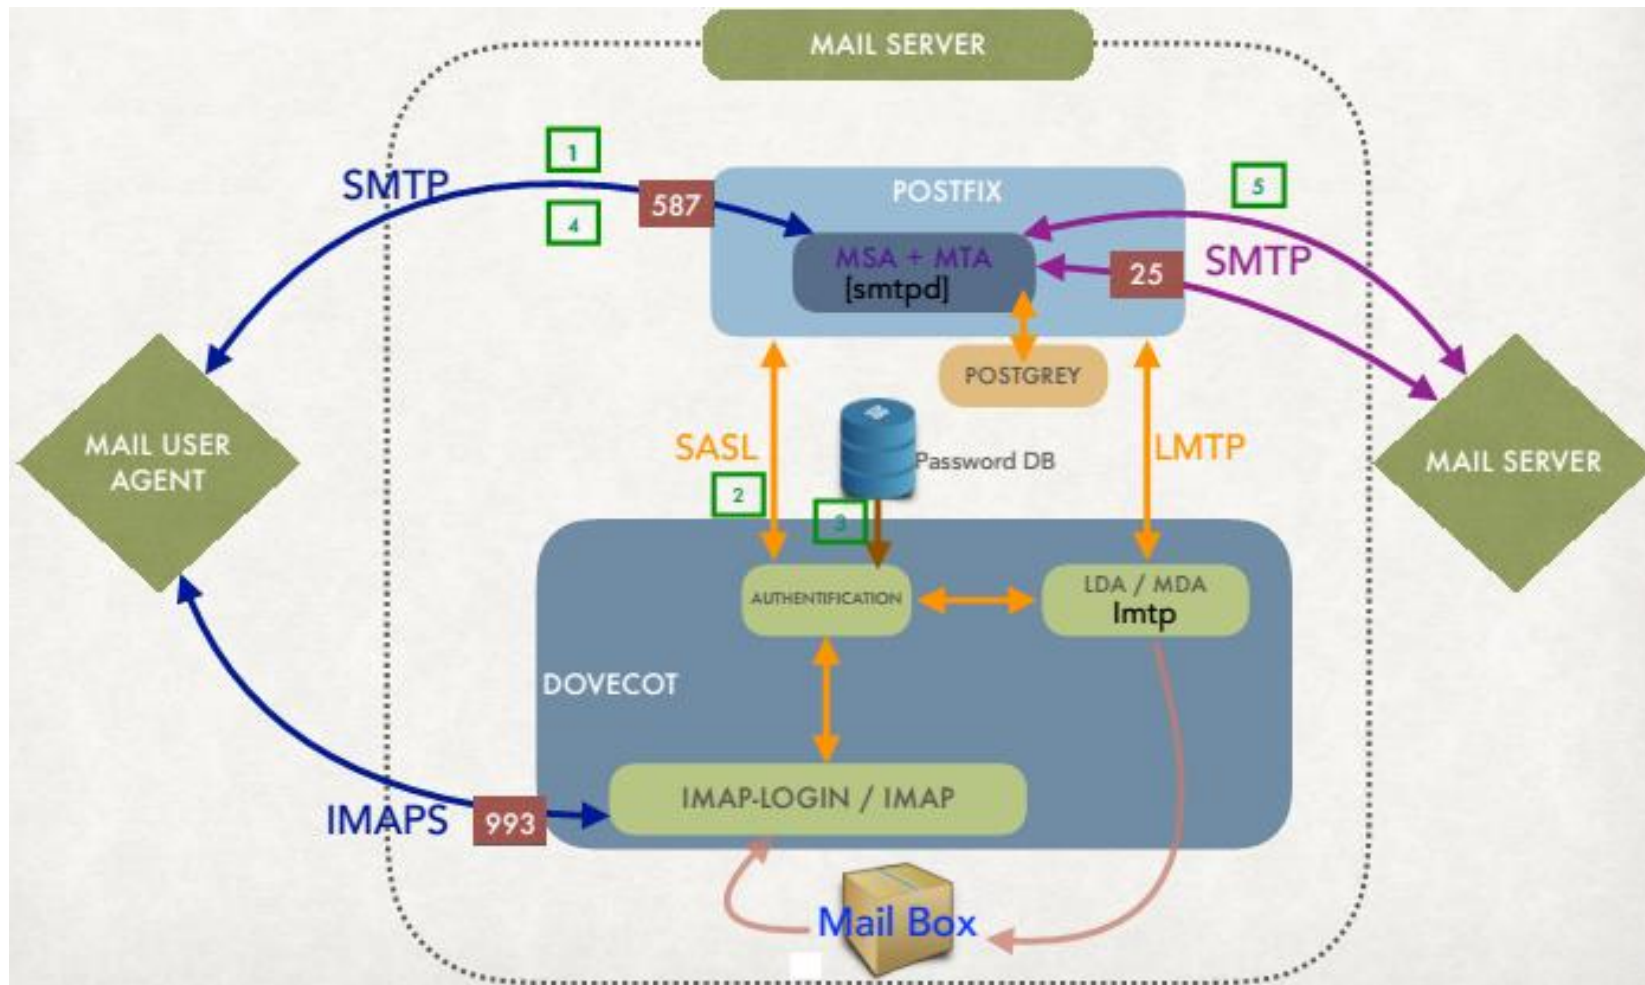 MAIL SERVER
1
SMTP
4
587
POSTFIX
5
MSA + MTA
[smtpd]
25
SMTP
POSTGREY
MAIL USER
AGENT
SASL
Password DB
LMTP
MAIL SERVER
2
3
AUTHENTIFICATION
LDA / MDA
lmtp
DOVECOT
IMAP-LOGIN / IMAP
IMAPS
993
Mail Box